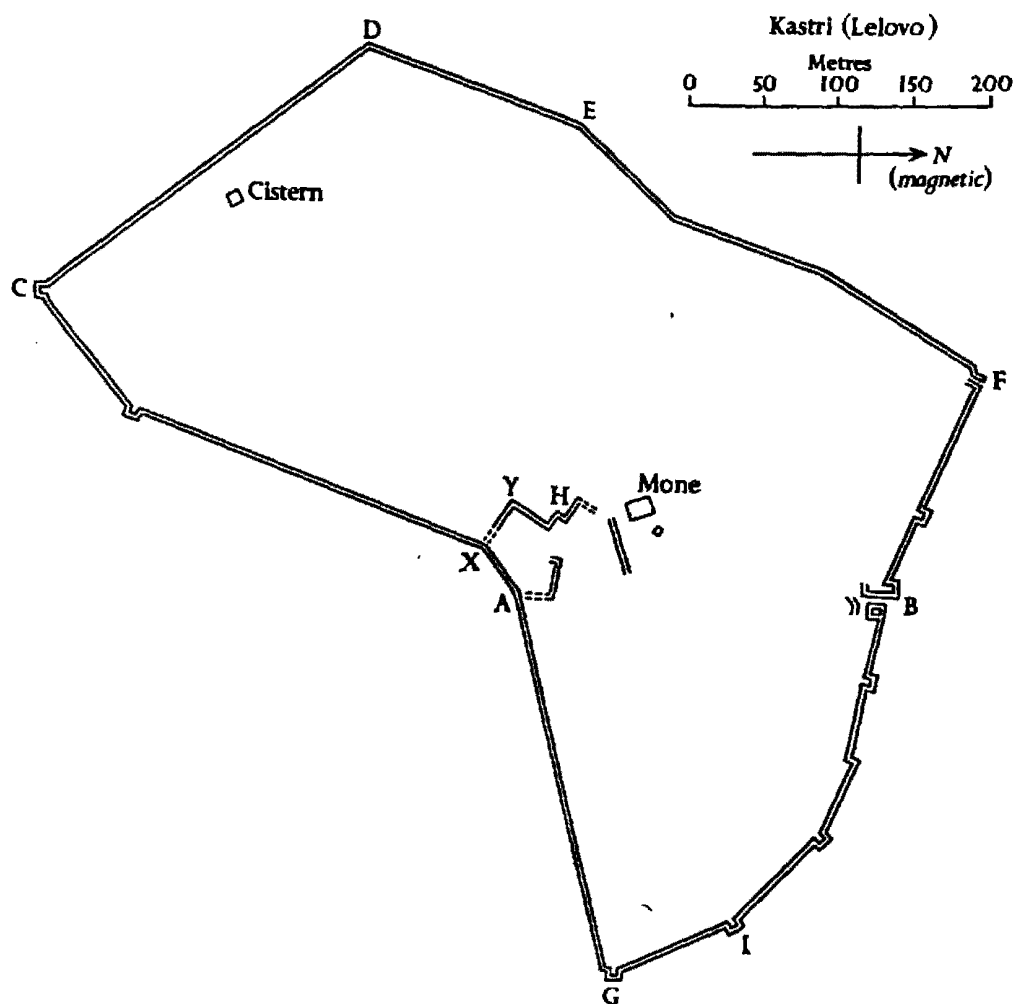 Kastri (Lelovo)
Metres
0 50 100 150 200
N
(magnetic)
D
E
Cistern
C
F
Y
H
Mone
X
A
B
I
G